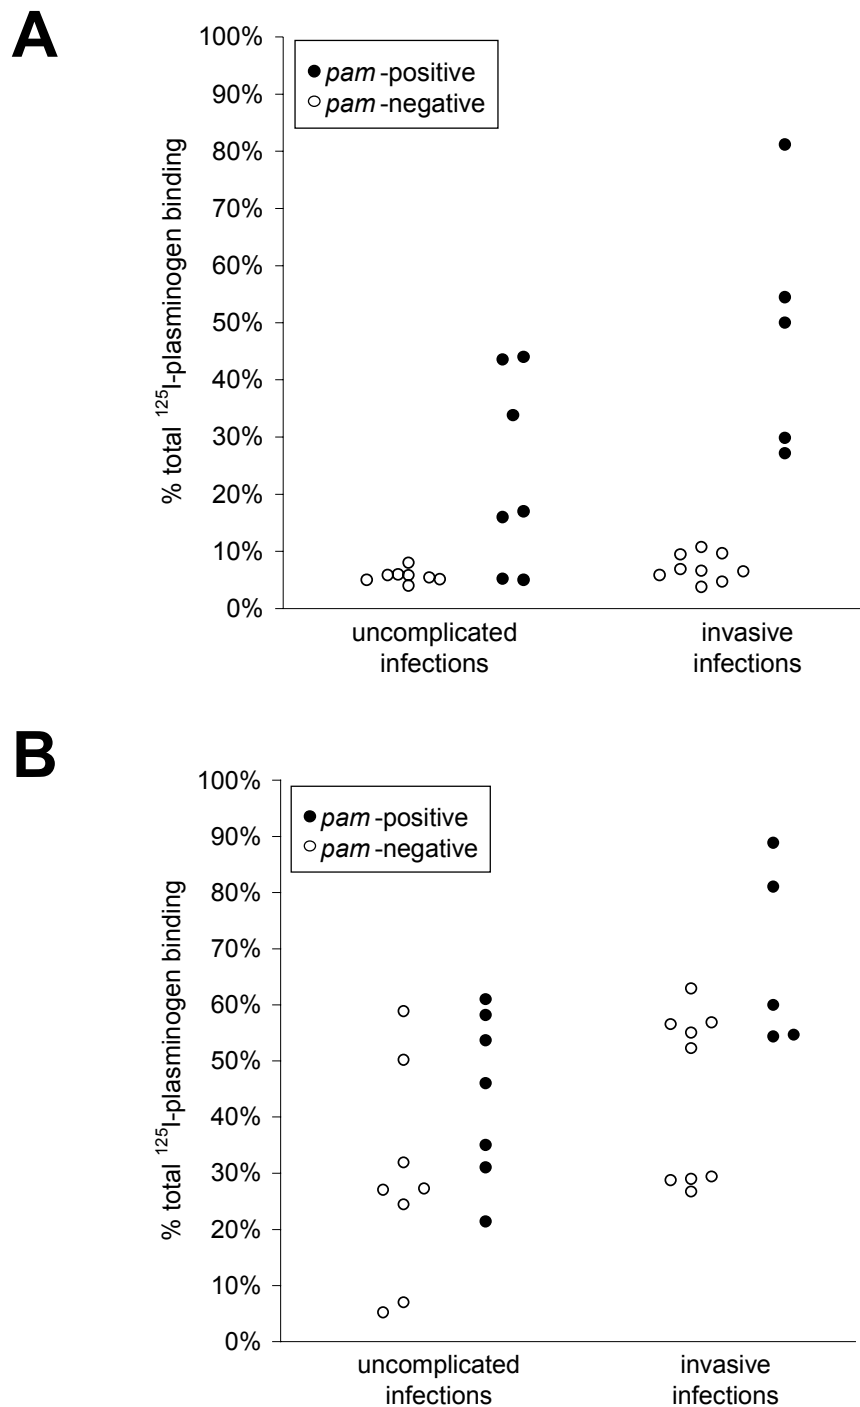 A
100%
90%
80%
70%
60%
50%
40%
30%
20%
10%
0%
% total ¹²⁵I-plasminogen binding
pam -positive
pam -negative
uncomplicated
infections
invasive
infections
B
100%
90%
80%
70%
60%
50%
40%
30%
20%
10%
0%
% total ¹²⁵I-plasminogen binding
pam -positive
pam -negative
uncomplicated
infections
invasive
infections